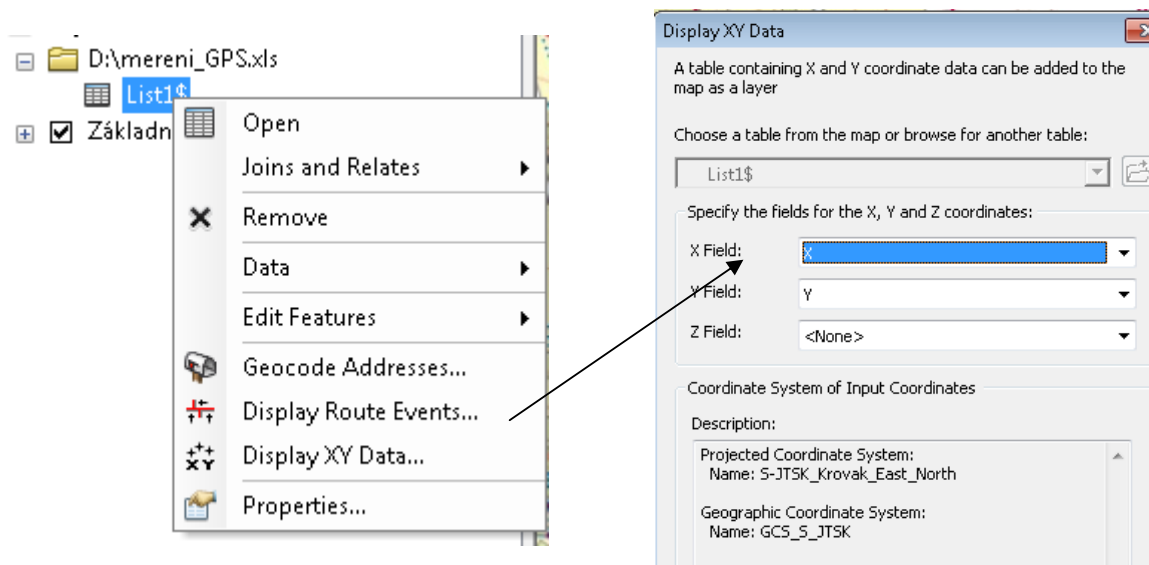 D:\mereni_GPS.xls
List1$
Základn
Open
Joins and Relates
Remove
Data
Edit Features
Geocode Addresses...
Display Route Events...
Display XY Data...
Properties...
Display XY Data
A table containing X and Y coordinate data can be added to the
map as a layer
Choose a table from the map or browse for another table:
List1$
Specify the fields for the X, Y and Z coordinates:
X Field:
X
Y Field:
Y
Z Field:
<None>
Coordinate System of Input Coordinates
Description:
Projected Coordinate System:
Name: S-JTSK_Krovak_East_North
Geographic Coordinate System:
Name: GCS_S_JTSK